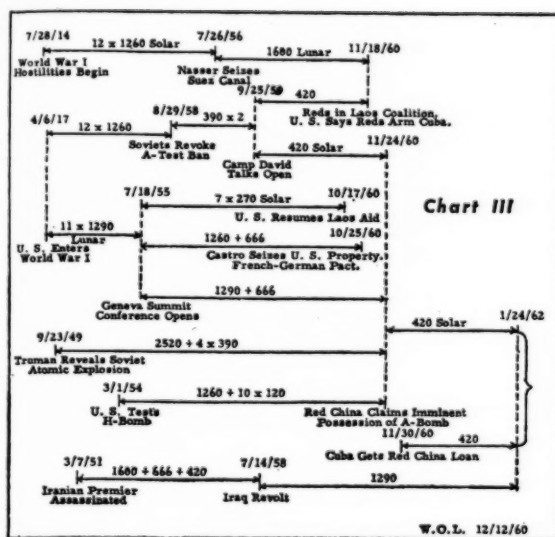 7/28/14 12 x 1260 Solar 7/26/56 1680 Lunar 11/18/60
World War I
Hostilities Begin
Nasser Seizes
Suez Canal
9/25/59 420
Reds in Laos Coalition,
U. S. Says Reds Arm Cuba.
4/6/17 12 x 1260 8/29/58 390 x 2 11/24/60
Soviets Revoke
A-Test Ban
Camp David
Talks Open
420 Solar
7/18/55 7 x 270 Solar 10/17/60
U. S. Resumes Laos Aid
Chart III
11 x 1290
Lunar
U. S. Enters
World War I
1260 + 666 10/25/60
Castro Seizes U. S. Property.
French-German Pact.
1290 + 666
Geneva Summit
Conference Opens
420 Solar 1/24/62
9/23/49 2520 + 4 x 390
Truman Reveals Soviet
Atomic Explosion
3/1/54 1260 + 10 x 120
U. S. Tests
H-Bomb
Red China Claims Imminent
Possession of A-Bomb
11/30/60 420
Cuba Gets Red China Loan
3/7/51 1680 + 666 + 420 7/14/58 1290
Iranian Premier
Assassinated
Iraq Revolt
W.O.L. 12/12/60